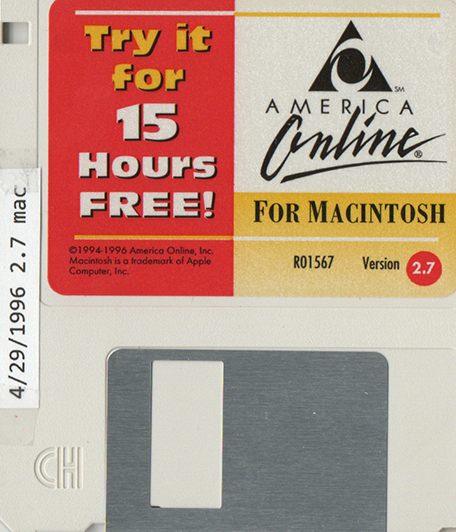 Try it
for
15
Hours
FREE!
©1994-1996 America Online, Inc.
Macintosh is a trademark of Apple
Computer, Inc.
SM
AMERICA
Online®
FOR MACINTOSH
R01567 Version 2.7
4/29/1996 2.7 mac
CH